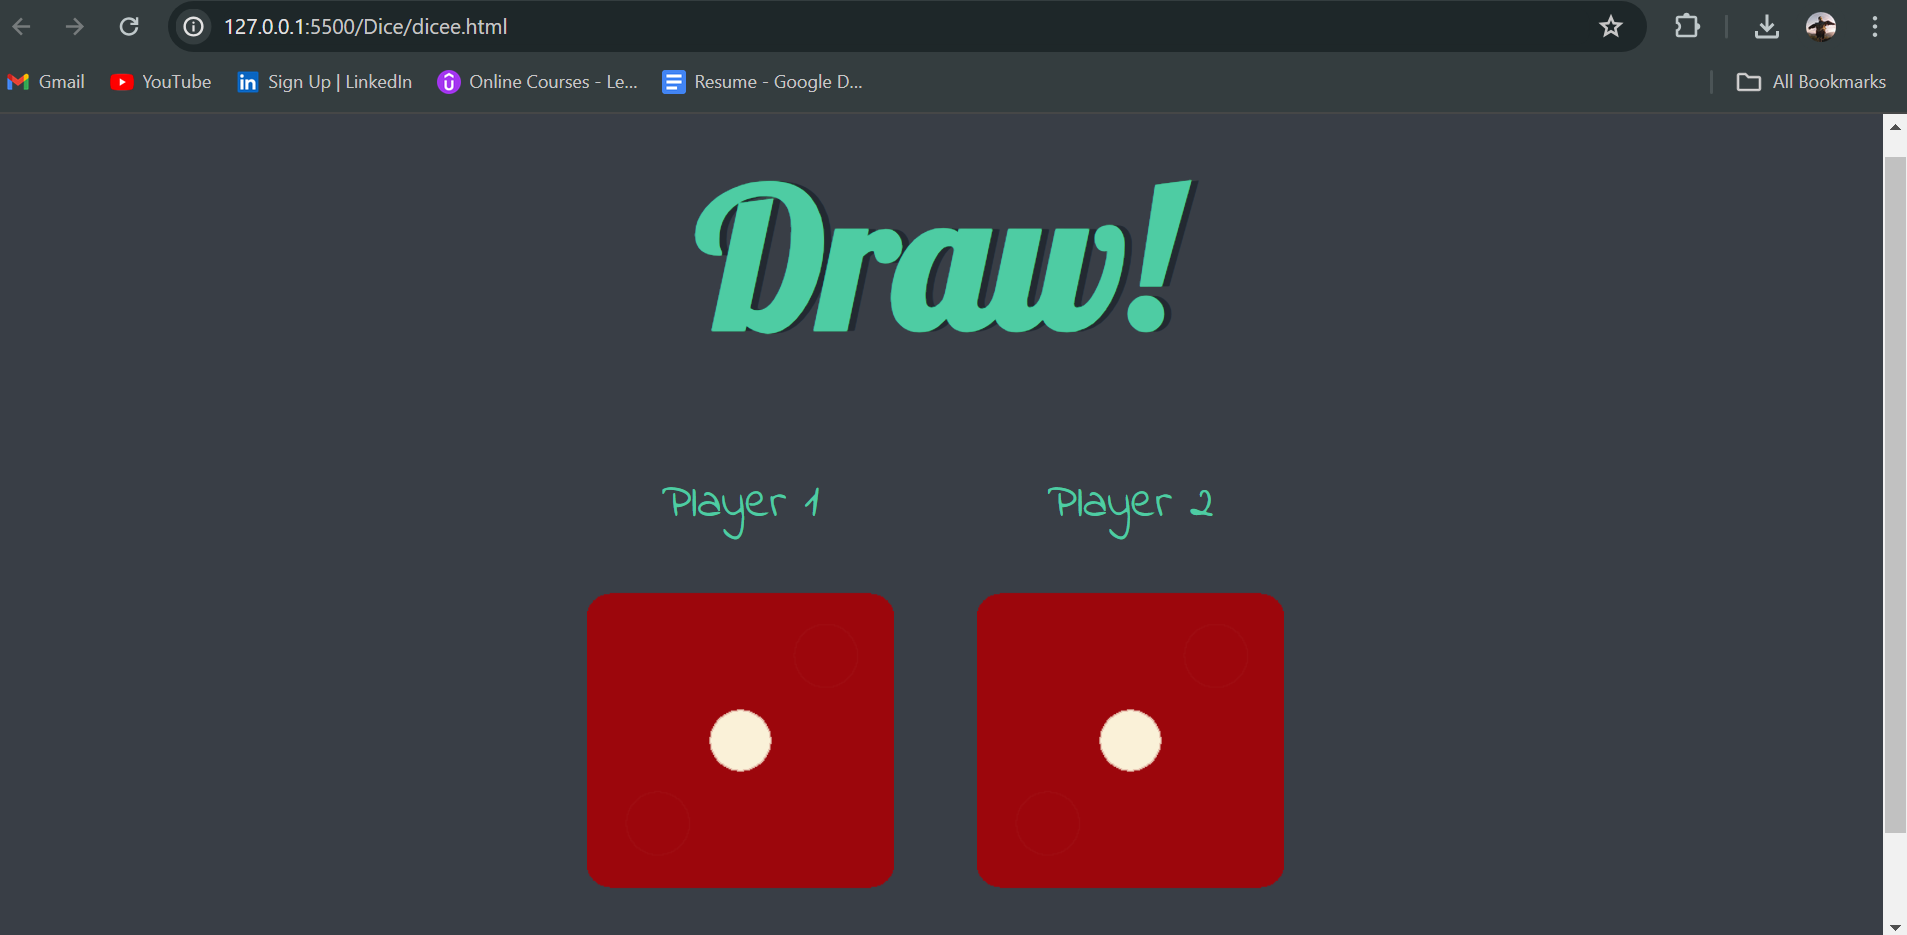 127.0.0.1:5500/Dice/dicee.html
Gmail YouTube Sign Up | LinkedIn Online Courses - Le... Resume - Google D... All Bookmarks
Draw!
Player 1 Player 2